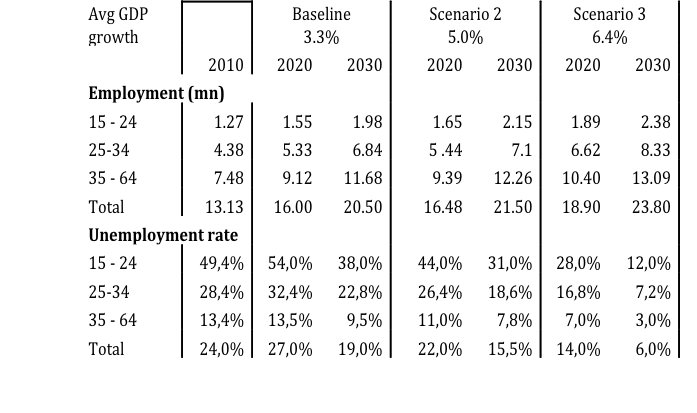 Avg GDP Baseline Scenario 2 Scenario 3
growth 3.3% 5.0% 6.4%
2010 2020 2030 2020 2030 2020 2030
Employment (mn)
15 - 24 1.27 1.55 1.98 1.65 2.15 1.89 2.38
25-34 4.38 5.33 6.84 5 .44 7.1 6.62 8.33
35 - 64 7.48 9.12 11.68 9.39 12.26 10.40 13.09
Total 13.13 16.00 20.50 16.48 21.50 18.90 23.80
Unemployment rate
15 - 24 49,4% 54,0% 38,0% 44,0% 31,0% 28,0% 12,0%
25-34 28,4% 32,4% 22,8% 26,4% 18,6% 16,8% 7,2%
35 - 64 13,4% 13,5% 9,5% 11,0% 7,8% 7,0% 3,0%
Total 24,0% 27,0% 19,0% 22,0% 15,5% 14,0% 6,0%